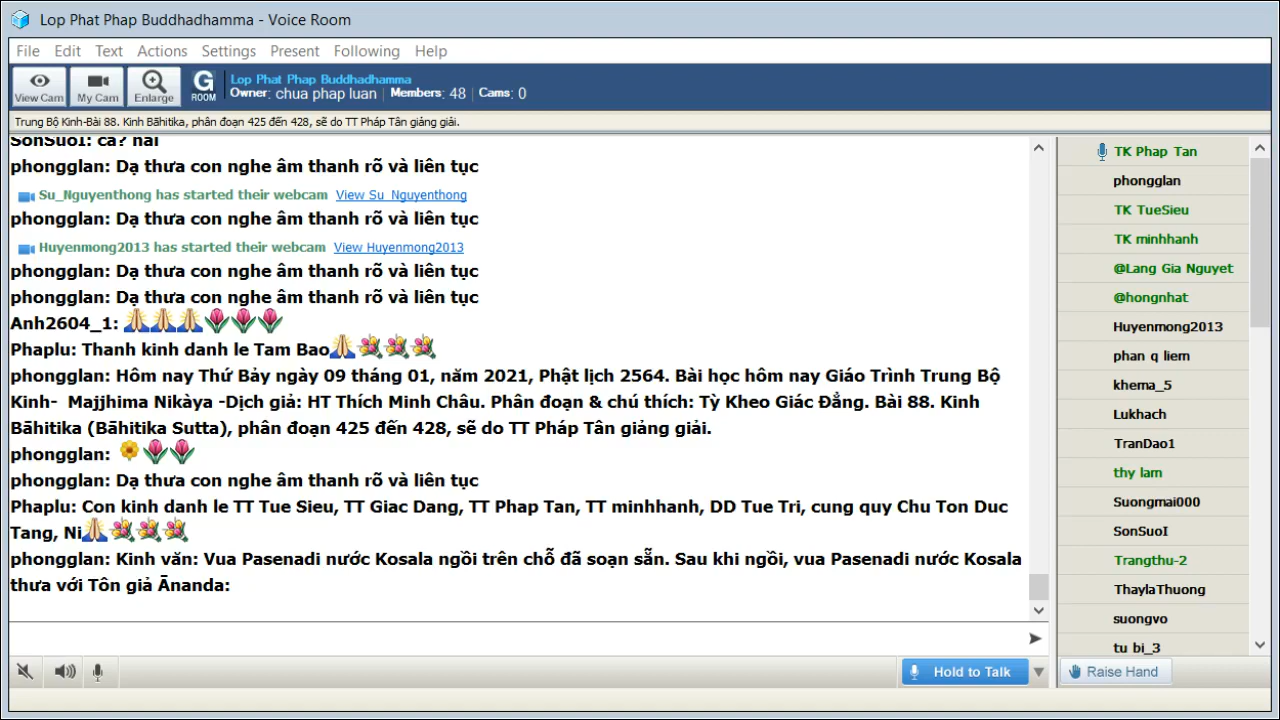 Lop Phat Phap Buddhadhamma - Voice Room
File Edit Text Actions Settings Present Following Help
View Cam My Cam Enlarge G ROOM
Lop Phat Phap Buddhadhamma
Owner: chua phap luan | Members: 48 | Cams: 0
Trung Bộ Kinh-Bài 88. Kinh Bāhitika, phân đoạn 425 đến 428, sẽ do TT Pháp Tân giảng giải.
SonSuoI: ca? hai
phongglan: Dạ thưa con nghe âm thanh rõ và liên tục
Su_Nguyenthong has started their webcam View Su_Nguyenthong
phongglan: Dạ thưa con nghe âm thanh rõ và liên tục
Huyenmong2013 has started their webcam View Huyenmong2013
phongglan: Dạ thưa con nghe âm thanh rõ và liên tục
phongglan: Dạ thưa con nghe âm thanh rõ và liên tục
Anh2604_1: 🙏🙏🙏🌷🌷🌷
Phaplu: Thanh kinh danh le Tam Bao🙏💐💐💐
phongglan: Hôm nay Thứ Bảy ngày 09 tháng 01, năm 2021, Phật lịch 2564. Bài học hôm nay Giáo Trình Trung Bộ
Kinh- Majjhima Nikàya -Dịch giả: HT Thích Minh Châu. Phân đoạn & chú thích: Tỳ Kheo Giác Đẳng. Bài 88. Kinh
Bāhitika (Bāhitika Sutta), phân đoạn 425 đến 428, sẽ do TT Pháp Tân giảng giải.
phongglan: 🌼🌷🌷
phongglan: Dạ thưa con nghe âm thanh rõ và liên tục
Phaplu: Con kinh danh le TT Tue Sieu, TT Giac Dang, TT Phap Tan, TT minhhanh, DD Tue Tri, cung quy Chu Ton Duc
Tang, Ni🙏💐💐💐
phongglan: Kinh văn: Vua Pasenadi nước Kosala ngồi trên chỗ đã soạn sẵn. Sau khi ngồi, vua Pasenadi nước Kosala
thưa với Tôn giả Ānanda:
Hold to Talk
TK Phap Tan
phongglan
TK TueSieu
TK minhhanh
@Lang Gia Nguyet
@hongnhat
Huyenmong2013
phan q liem
khema_5
Lukhach
TranDao1
thy lam
Suongmai000
SonSuoI
Trangthu-2
ThaylaThuong
suongvo
tu bi_3
Raise Hand